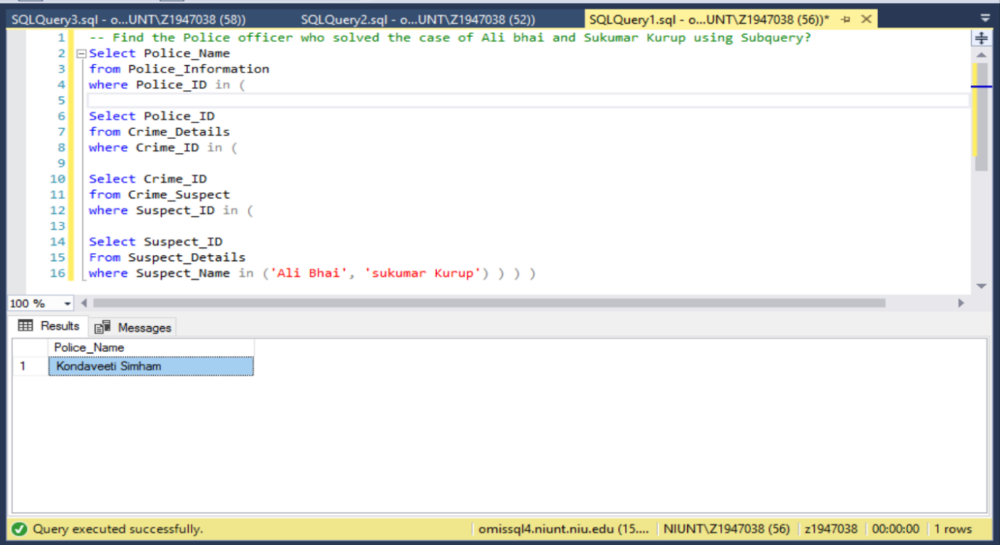 SQLQuery3.sql - o...UNT\Z1947038 (58)) SQLQuery2.sql - o...UNT\Z1947038 (52)) SQLQuery1.sql - o...UNT\Z1947038 (56))*
1 -- Find the Police officer who solved the case of Ali bhai and Sukumar Kurup using Subquery?
2 Select Police_Name
3 from Police_Information
4 where Police_ID in (
5
6 Select Police_ID
7 from Crime_Details
8 where Crime_ID in (
9
10 Select Crime_ID
11 from Crime_Suspect
12 where Suspect_ID in (
13
14 Select Suspect_ID
15 From Suspect_Details
16 where Suspect_Name in ('Ali Bhai', 'sukumar Kurup') ) ) )
100 %
Results Messages
Police_Name
1 Kondaveeti Simham
Query executed successfully. omissql4.niunt.niu.edu (15.... NIUNT\Z1947038 (56) z1947038 00:00:00 1 rows